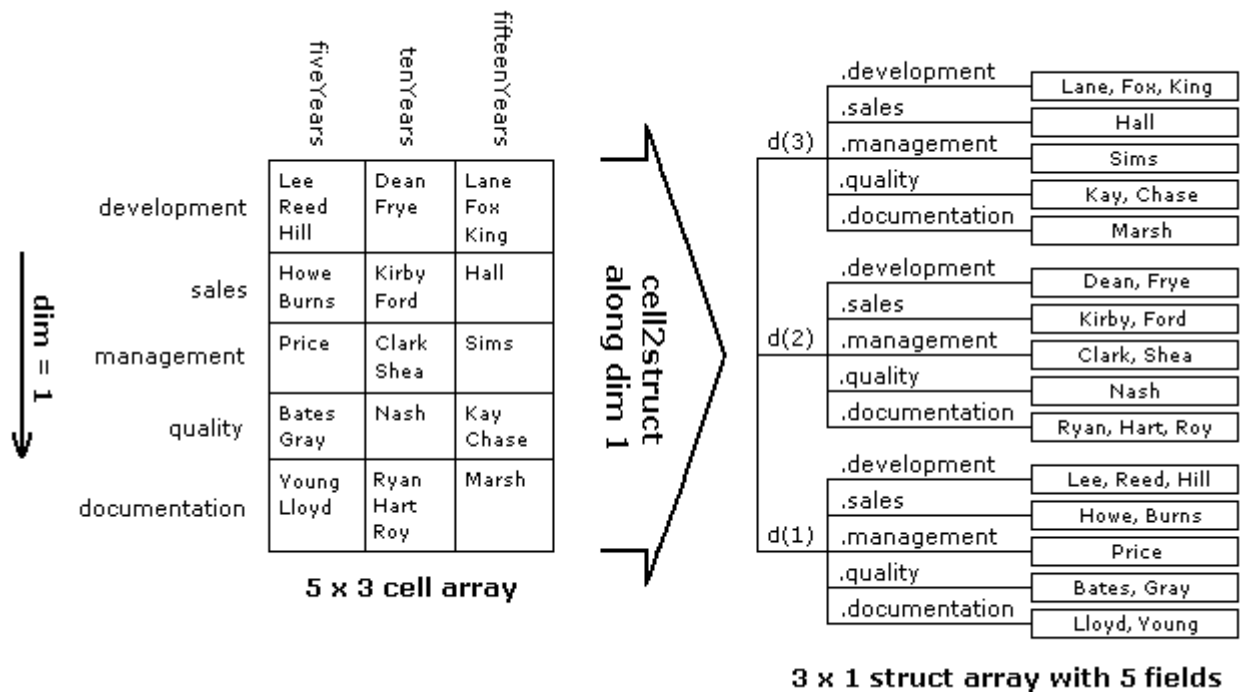 fiveYears
tenYears
fifteenYears
development
Lee
Reed
Hill
Dean
Frye
Lane
Fox
King
sales
Howe
Burns
Kirby
Ford
Hall
management
Price
Clark
Shea
Sims
quality
Bates
Gray
Nash
Kay
Chase
documentation
Young
Lloyd
Ryan
Hart
Roy
Marsh
dim = 1
5 x 3 cell array
cell2struct
along dim 1
d(3)
.development
Lane, Fox, King
.sales
Hall
.management
Sims
.quality
Kay, Chase
.documentation
Marsh
d(2)
.development
Dean, Frye
.sales
Kirby, Ford
.management
Clark, Shea
.quality
Nash
.documentation
Ryan, Hart, Roy
d(1)
.development
Lee, Reed, Hill
.sales
Howe, Burns
.management
Price
.quality
Bates, Gray
.documentation
Lloyd, Young
3 x 1 struct array with 5 fields